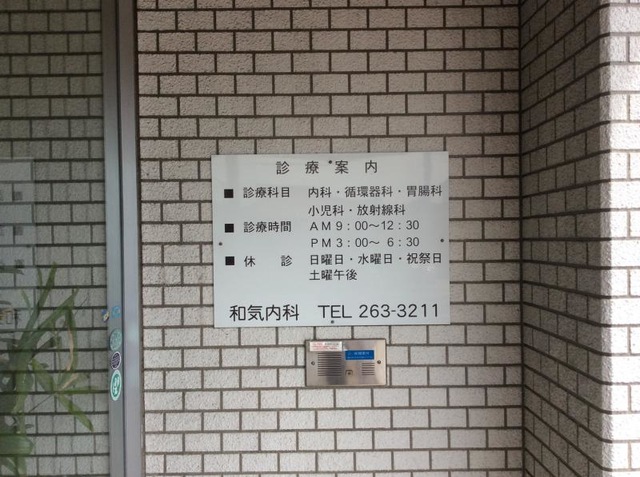 診療案内
■ 診療科目 内科・循環器科・胃腸科
小児科・放射線科
■ 診療時間 AM9:00～12:30
PM3:00～ 6:30
■ 休診 日曜日・水曜日・祝祭日
土曜午後
和気内科 TEL 263-3211